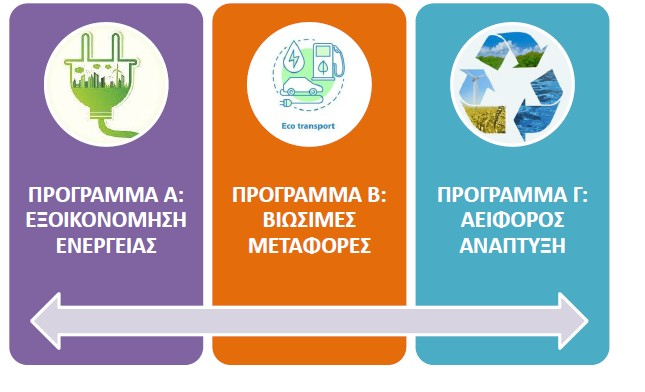 Eco transport
ΠΡΟΓΡΑΜΜΑ Α:
ΕΞΟΙΚΟΝΟΜΗΣΗ
ΕΝΕΡΓΕΙΑΣ
ΠΡΟΓΡΑΜΜΑ Β:
ΒΙΩΣΙΜΕΣ
ΜΕΤΑΦΟΡΕΣ
ΠΡΟΓΡΑΜΜΑ Γ:
ΑΕΙΦΟΡΟΣ
ΑΝΑΠΤΥΞΗ